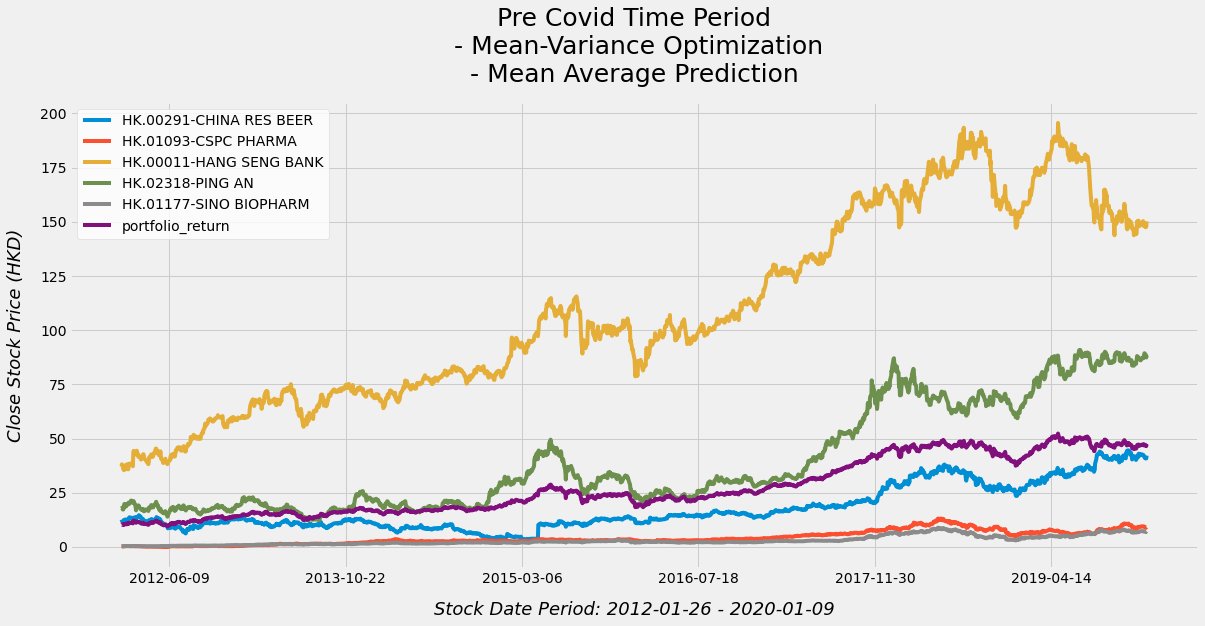 Pre Covid Time Period
- Mean-Variance Optimization
- Mean Average Prediction
HK.00291-CHINA RES BEER
HK.01093-CSPC PHARMA
HK.00011-HANG SENG BANK
HK.02318-PING AN
HK.01177-SINO BIOPHARM
portfolio_return
Close Stock Price (HKD)
200
175
150
125
100
75
50
25
0
2012-06-09
2013-10-22
2015-03-06
2016-07-18
2017-11-30
2019-04-14
Stock Date Period: 2012-01-26 - 2020-01-09